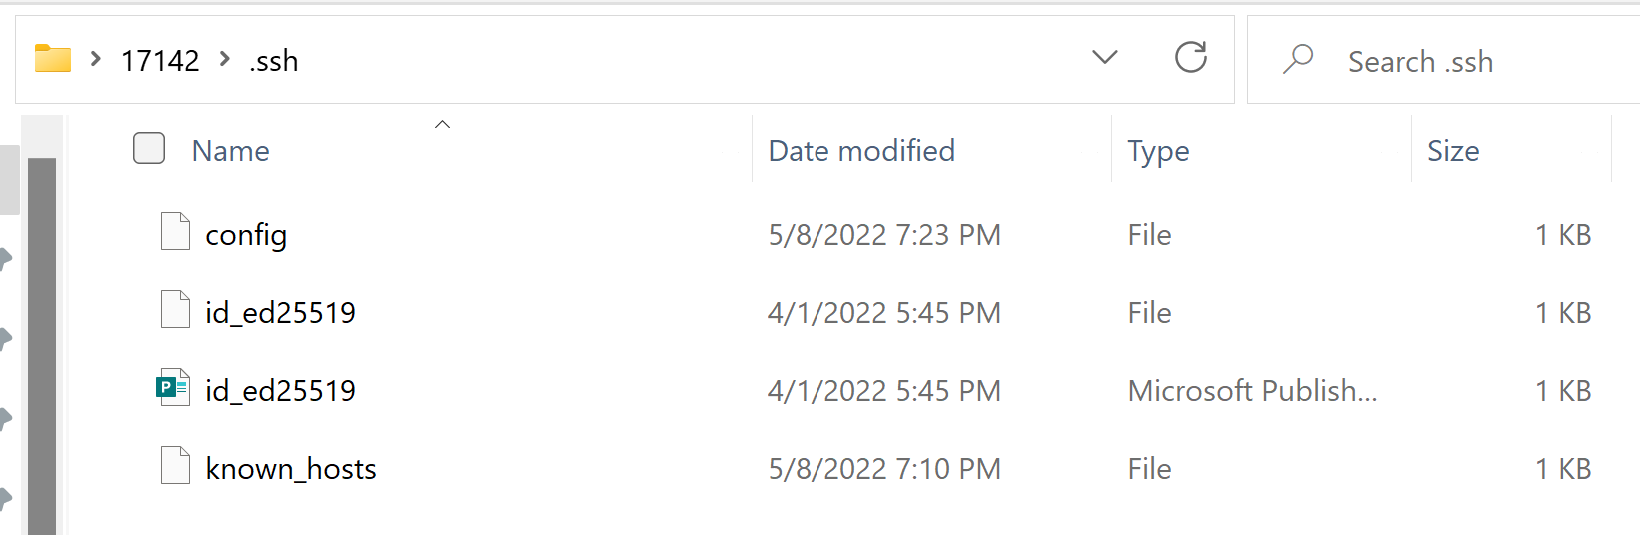 17142 > .ssh Search .ssh
Name Date modified Type Size
config 5/8/2022 7:23 PM File 1 KB
id_ed25519 4/1/2022 5:45 PM File 1 KB
P id_ed25519 4/1/2022 5:45 PM Microsoft Publish... 1 KB
known_hosts 5/8/2022 7:10 PM File 1 KB